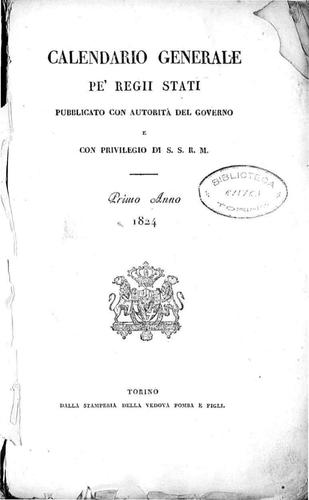 CALENDARIO GENERALE
PE' REGII STATI
PUBBLICATO CON AUTORITÀ DEL GOVERNO
E
CON PRIVILEGIO DI S. S. R. M.
Primo Anno
1824
BIBLIOTECA
CIVICA
TORINO
TORINO
DALLA STAMPERIA DELLA VEDOVA POMBA E FIGLI.